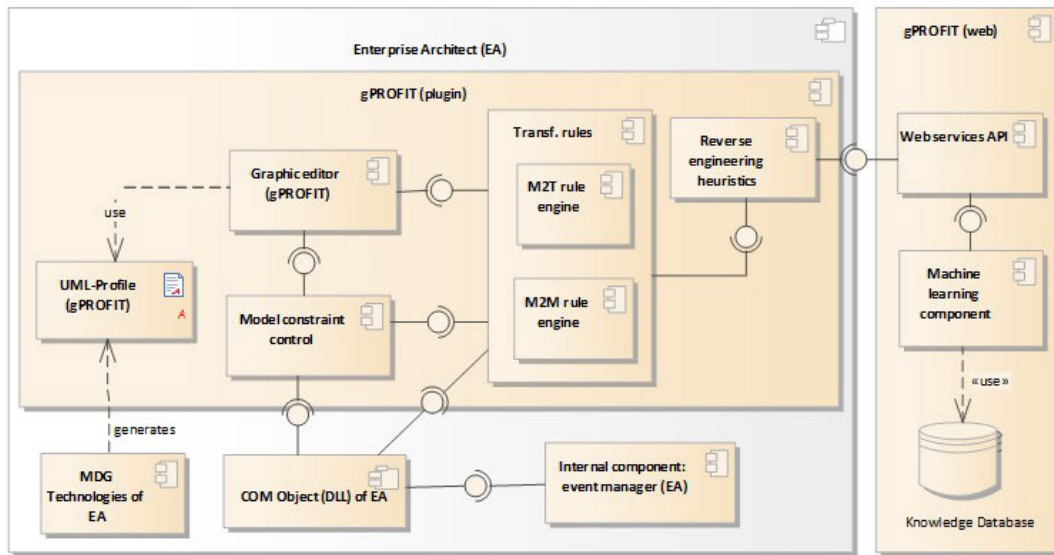 Enterprise Architect (EA)
gPROFIT (web)
gPROFIT (plugin)
Transf. rules
Graphic editor
(gPROFIT)
M2T rule
engine
Reverse
engineering
heuristics
Web services API
use
UML-Profile
(gPROFIT)
A
Model constraint
control
M2M rule
engine
Machine
learning
component
« use »
generates
MDG
Technologies of
EA
COM Object (DLL) of EA
Internal component:
event manager (EA)
Knowledge Database